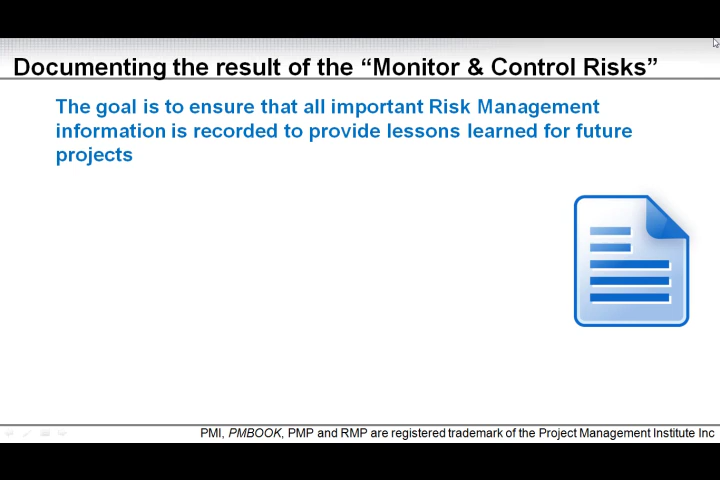 Documenting the result of the “Monitor & Control Risks”
The goal is to ensure that all important Risk Management
information is recorded to provide lessons learned for future
projects
PMI, PMBOOK, PMP and RMP are registered trademark of the Project Management Institute Inc